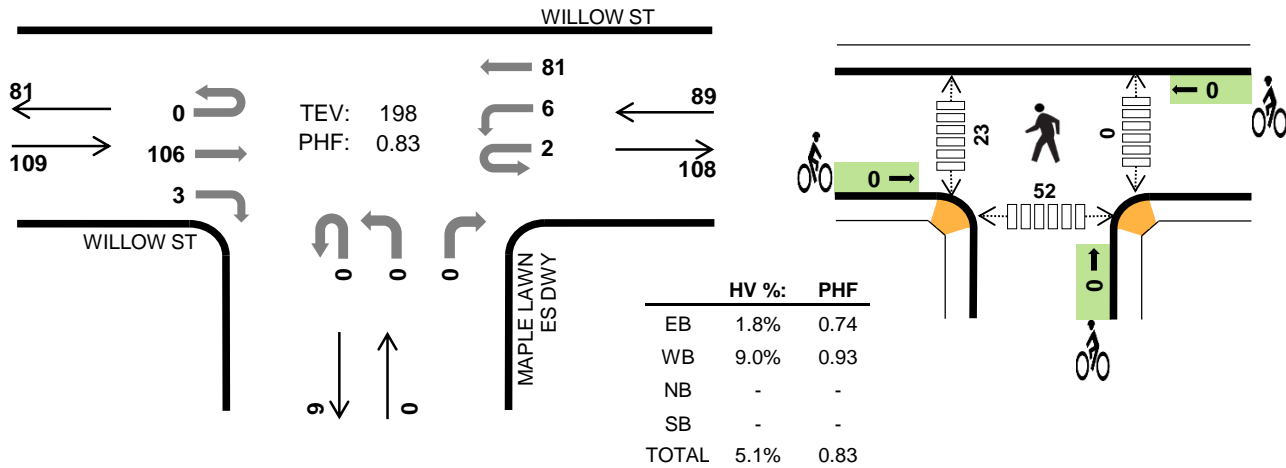 WILLOW ST
81
109
0
106
3
TEV: 198
PHF: 0.83
81
6
2
89
108
WILLOW ST
0
0
0
MAPLE LAWN
ES DWY
9
0
HV %: PHF
EB 1.8% 0.74
WB 9.0% 0.93
NB - -
SB - -
TOTAL 5.1% 0.83
0
23
0
0
52
0